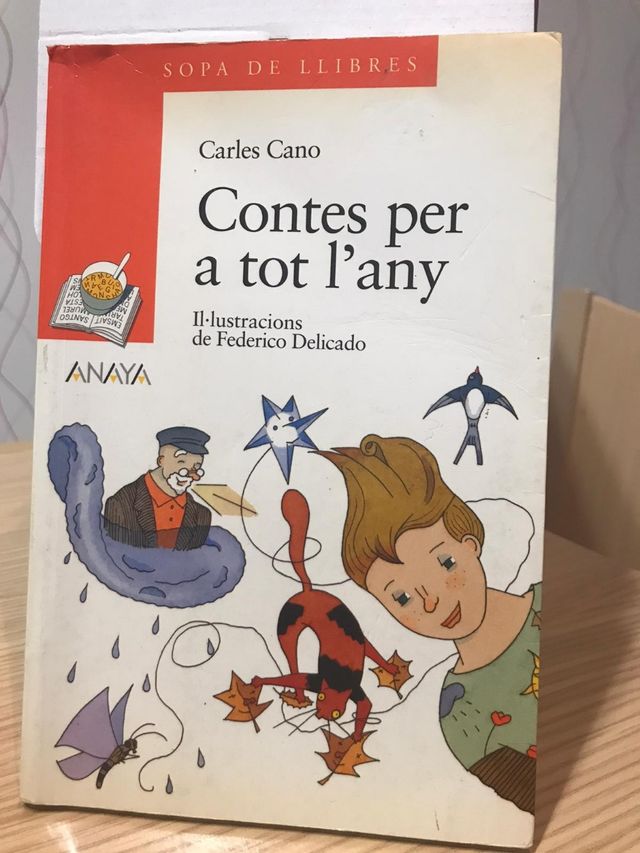 SOPA DE LLIBRES
Carles Cano
Contes per
a tot l'any
Il·lustracions
de Federico Delicado
ANAYA